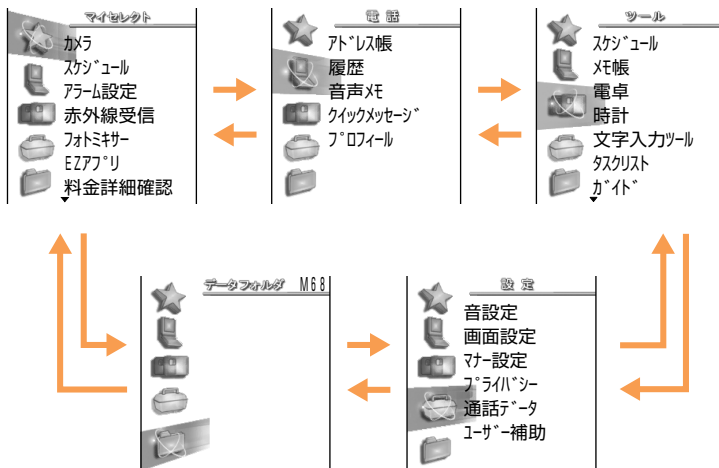 マイセレクト
カメラ
スケジュール
アラーム設定
赤外線受信
フォトミキサー
EZアプリ
料金詳細確認
電話
アドレス帳
履歴
音声メモ
クイックメッセージ
プロフィール
ツール
スケジュール
メモ帳
電卓
時計
文字入力ツール
タスクリスト
ガイド
データフォルダ M68
設定
音設定
画面設定
マナー設定
プライバシー
通話データ
ユーザー補助